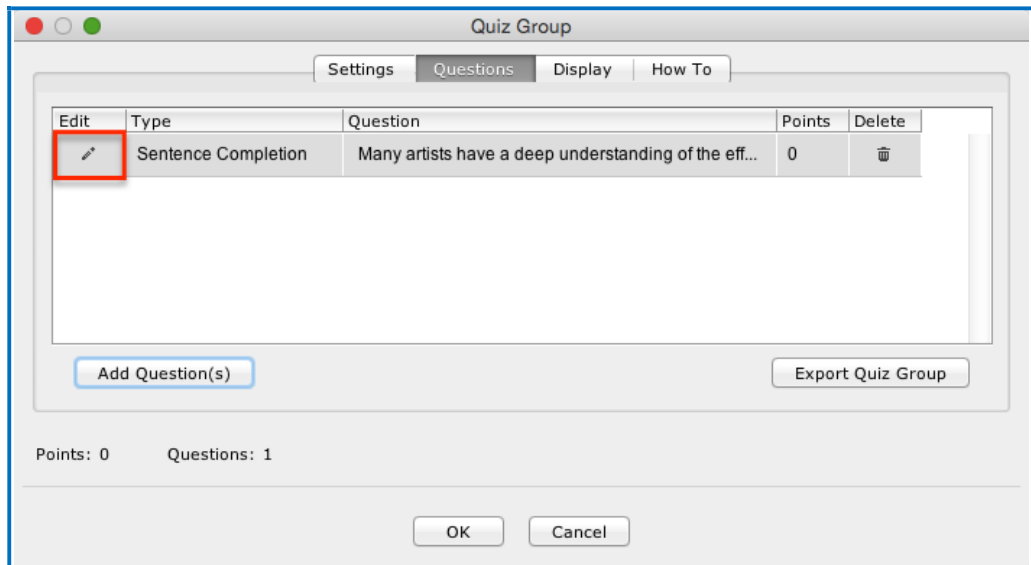 Quiz Group
Settings Questions Display How To
Edit Type Question Points Delete
Sentence Completion Many artists have a deep understanding of the eff... 0
Add Question(s) Export Quiz Group
Points: 0 Questions: 1
OK Cancel